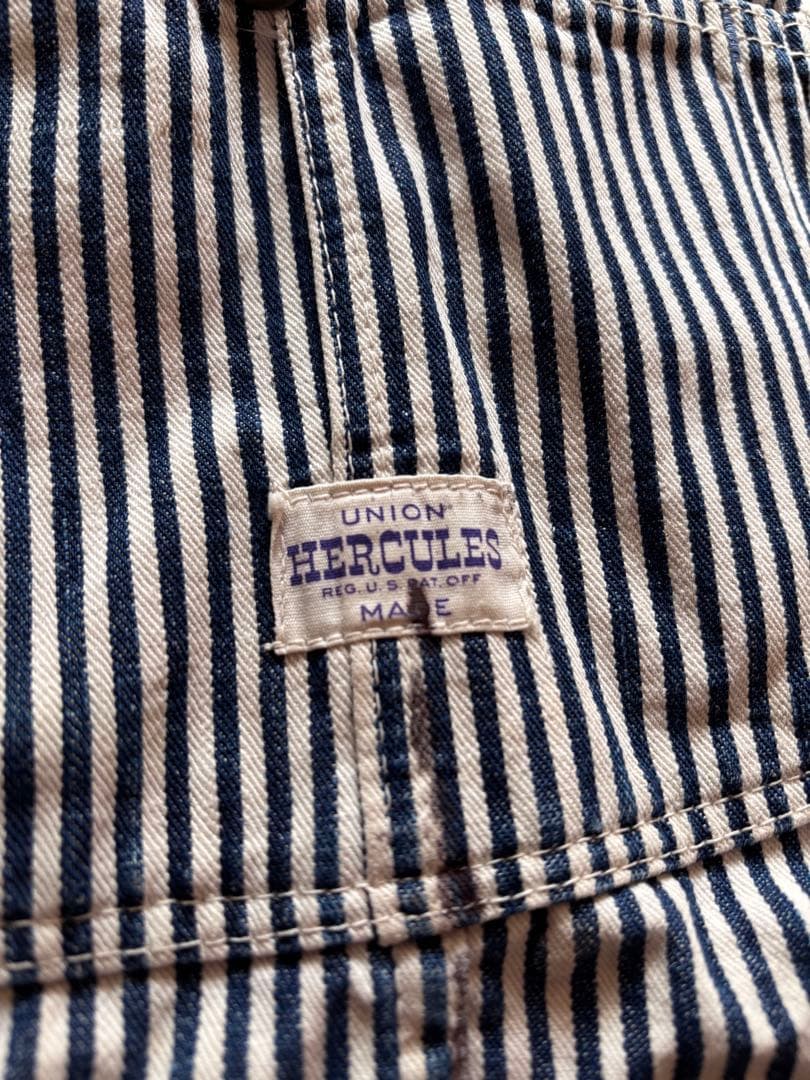 UNION
HERCULES
REG. U. S. PAT. OFF
MADE